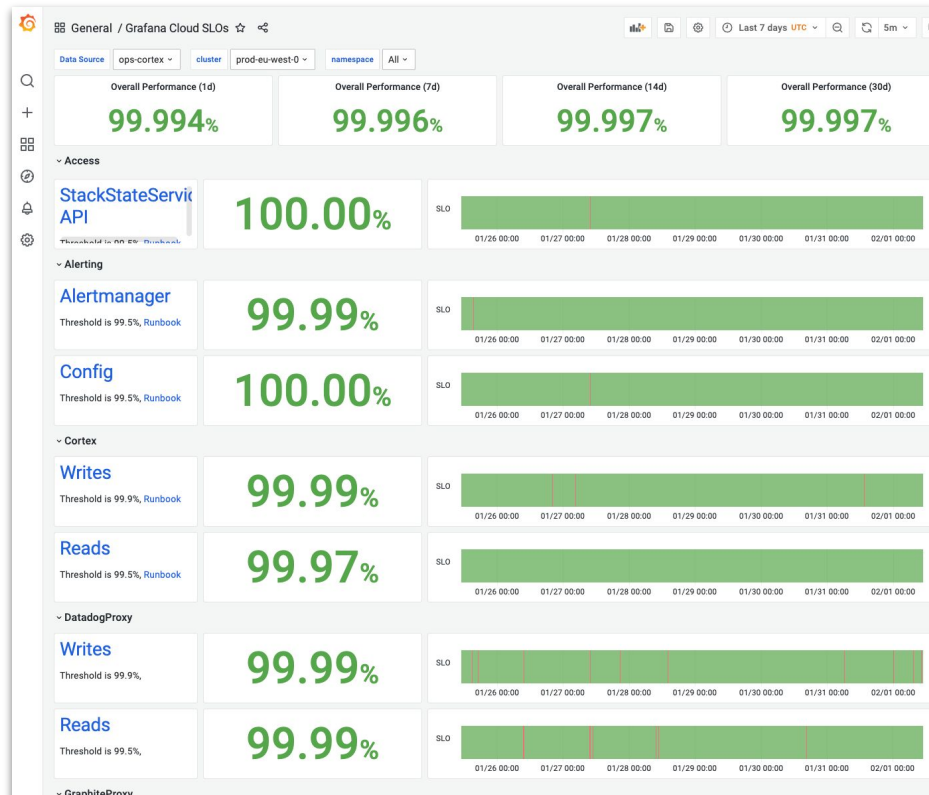 General / Grafana Cloud SLOs
Last 7 days UTC
5m
Data Source ops-cortex cluster prod-eu-west-0 namespace All
Overall Performance (1d) Overall Performance (7d) Overall Performance (14d) Overall Performance (30d)
99.994% 99.996% 99.997% 99.997%
Access
StackStateServic
API
Threshold is 99.5%, Runbook
100.00%
SLO
01/26 00:00 01/27 00:00 01/28 00:00 01/29 00:00 01/30 00:00 01/31 00:00 02/01 00:00
Alerting
Alertmanager
Threshold is 99.5%, Runbook
99.99%
SLO
01/26 00:00 01/27 00:00 01/28 00:00 01/29 00:00 01/30 00:00 01/31 00:00 02/01 00:00
Config
Threshold is 99.5%, Runbook
100.00%
SLO
01/26 00:00 01/27 00:00 01/28 00:00 01/29 00:00 01/30 00:00 01/31 00:00 02/01 00:00
Cortex
Writes
Threshold is 99.9%, Runbook
99.99%
SLO
01/26 00:00 01/27 00:00 01/28 00:00 01/29 00:00 01/30 00:00 01/31 00:00 02/01 00:00
Reads
Threshold is 99.5%, Runbook
99.97%
SLO
01/26 00:00 01/27 00:00 01/28 00:00 01/29 00:00 01/30 00:00 01/31 00:00 02/01 00:00
DatadogProxy
Writes
Threshold is 99.9%,
99.99%
SLO
01/26 00:00 01/27 00:00 01/28 00:00 01/29 00:00 01/30 00:00 01/31 00:00 02/01 00:00
Reads
Threshold is 99.5%,
99.99%
SLO
01/26 00:00 01/27 00:00 01/28 00:00 01/29 00:00 01/30 00:00 01/31 00:00 02/01 00:00
GraphiteProxy